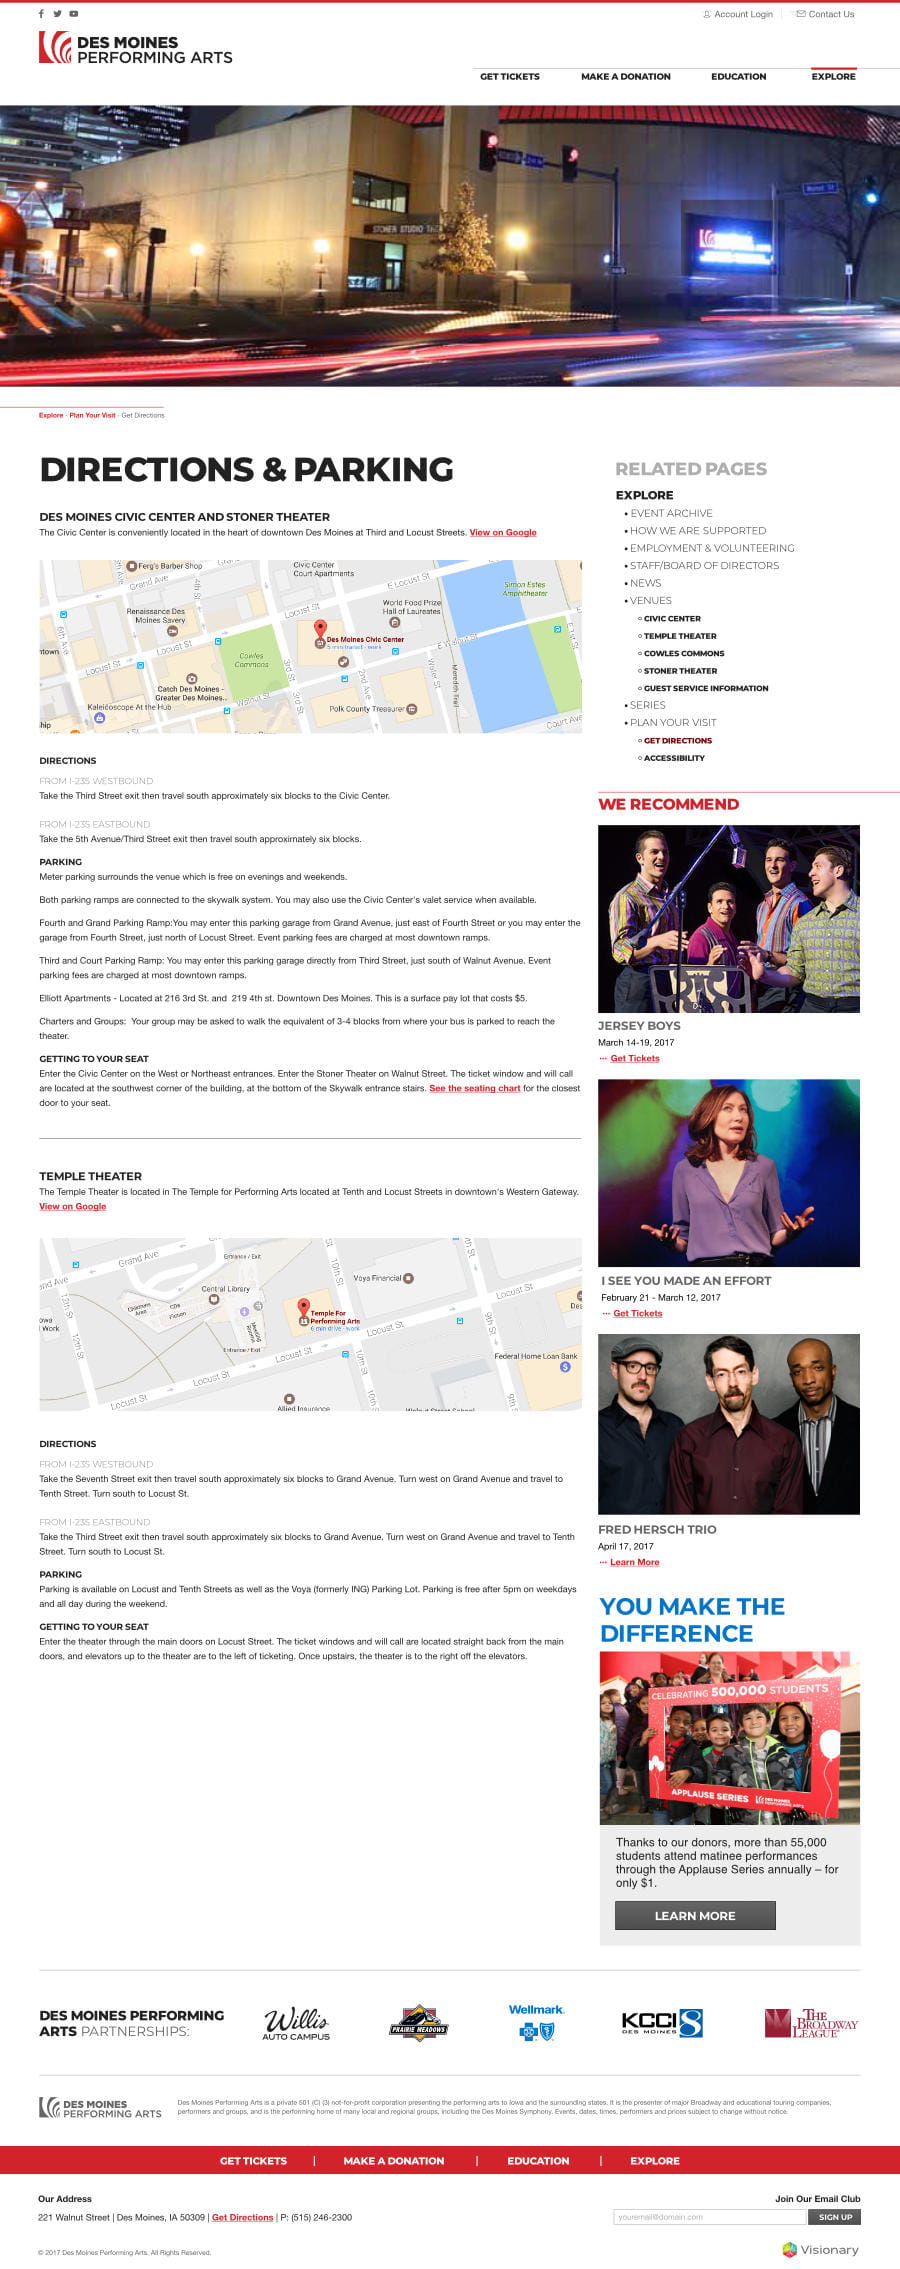 Account Login
Contact Us
DES MOINES
PERFORMING ARTS
GET TICKETS
MAKE A DONATION
EDUCATION
EXPLORE
STONER STUDIO
Walnut St
Explore - Plan Your Visit - Get Directions
DIRECTIONS & PARKING
DES MOINES CIVIC CENTER AND STONER THEATER
The Civic Center is conveniently located in the heart of downtown Des Moines at Third and Locust Streets. View on Google
Ferg's Barber Shop
Civic Center
Court Apartments
Grand Ave
4th St
E Locust St
Simon Estes
Amphitheater
World Food Prize
Hall of Laureates
Renaissance Des
Moines Savery
6th Ave
Des Moines Civic Center
5 min transit - work
E Walnut St
Locust St
Cowles
Commons
3rd St
2nd Ave
Water St
Meredith Trail
Catch Des Moines -
Greater Des Moines...
Kaleidoscope At the Hub
Walnut St
Polk County Treasurer
Court Ave
DIRECTIONS
FROM I-235 WESTBOUND
Take the Third Street exit then travel south approximately six blocks to the Civic Center.
FROM I-235 EASTBOUND
Take the 5th Avenue/Third Street exit then travel south approximately six blocks.
PARKING
Meter parking surrounds the venue which is free on evenings and weekends.
Both parking ramps are connected to the skywalk system. You may also use the Civic Center's valet service when available.
Fourth and Grand Parking Ramp:You may enter this parking garage from Grand Avenue, just east of Fourth Street or you may enter the
garage from Fourth Street, just north of Locust Street. Event parking fees are charged at most downtown ramps.
Third and Court Parking Ramp: You may enter this parking garage directly from Third Street, just south of Walnut Avenue. Event
parking fees are charged at most downtown ramps.
Elliott Apartments - Located at 216 3rd St. and  219 4th st. Downtown Des Moines. This is a surface pay lot that costs $5.
Charters and Groups:  Your group may be asked to walk the equivalent of 3-4 blocks from where your bus is parked to reach the
theater.
GETTING TO YOUR SEAT
Enter the Civic Center on the West or Northeast entrances. Enter the Stoner Theater on Walnut Street. The ticket window and will call
are located at the southwest corner of the building, at the bottom of the Skywalk entrance stairs. See the seating chart for the closest
door to your seat.
TEMPLE THEATER
The Temple Theater is located in The Temple for Performing Arts located at Tenth and Locust Streets in downtown's Western Gateway.
View on Google
Grand Ave
Entrance / Exit
10th St
Voya Financial
Central Library
Locust St
12th St
CDs
Fiction
Meeting
Rooms
Temple For
Performing Arts
6 min drive - work
Locust St
9th St
Entrance / Exit
Locust St
Federal Home Loan Bank
Locust St
Locust St
10th St
9th St
Allied Insurance
DIRECTIONS
FROM I-235 WESTBOUND
Take the Seventh Street exit then travel south approximately six blocks to Grand Avenue. Turn west on Grand Avenue and travel to
Tenth Street. Turn south to Locust St.
FROM I-235 EASTBOUND
Take the Third Street exit then travel south approximately six blocks to Grand Avenue. Turn west on Grand Avenue and travel to Tenth
Street. Turn south to Locust St.
PARKING
Parking is available on Locust and Tenth Streets as well as the Voya (formerly ING) Parking Lot. Parking is free after 5pm on weekdays
and all day during the weekend.
GETTING TO YOUR SEAT
Enter the theater through the main doors on Locust Street. The ticket windows and will call are located straight back from the main
doors, and elevators up to the theater are to the left of ticketing. Once upstairs, the theater is to the right off the elevators.
RELATED PAGES
EXPLORE
• EVENT ARCHIVE
• HOW WE ARE SUPPORTED
• EMPLOYMENT & VOLUNTEERING
• STAFF/BOARD OF DIRECTORS
• NEWS
• VENUES
CIVIC CENTER
TEMPLE THEATER
COWLES COMMONS
STONER THEATER
GUEST SERVICE INFORMATION
• SERIES
• PLAN YOUR VISIT
GET DIRECTIONS
ACCESSIBILITY
WE RECOMMEND
JERSEY BOYS
March 14-19, 2017
··· Get Tickets
I SEE YOU MADE AN EFFORT
February 21 - March 12, 2017
··· Get Tickets
FRED HERSCH TRIO
April 17, 2017
··· Learn More
YOU MAKE THE
DIFFERENCE
CELEBRATING 500,000 STUDENTS
APPLAUSE SERIES DES MOINES PERFORMING ARTS
Thanks to our donors, more than 55,000
students attend matinee performances
through the Applause Series annually – for
only $1.
LEARN MORE
DES MOINES PERFORMING
ARTS PARTNERSHIPS:
Willis
AUTO CAMPUS
PRAIRIE MEADOWS
Wellmark.
KCCI 8
DES MOINES
THE
BROADWAY
LEAGUE
DES MOINES
PERFORMING ARTS
Des Moines Performing Arts is a private 501 (C) (3) not-for-profit corporation presenting the performing arts to Iowa and the surrounding states. It is the presenter of major Broadway and educational touring companies,
performers and groups, and is the performing home of many local and regional groups, including the Des Moines Symphony. Events, dates, times, performers and prices subject to change without notice.
GET TICKETS | MAKE A DONATION | EDUCATION | EXPLORE
Our Address
221 Walnut Street | Des Moines, IA 50309 | Get Directions | P: (515) 246-2300
Join Our Email Club
youremail@domain.com
SIGN UP
© 2017 Des Moines Performing Arts. All Rights Reserved.
Visionary